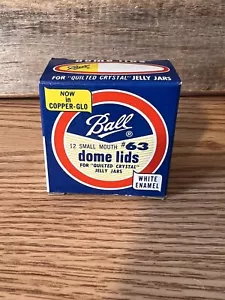 Ball
FOR "QUILTED CRYSTAL" JELLY JARS
NOW
in
COPPER-GLO
Ball®
12 SMALL MOUTH #63
dome lids
FOR "QUILTED CRYSTAL"
JELLY JARS
WHITE
ENAMEL